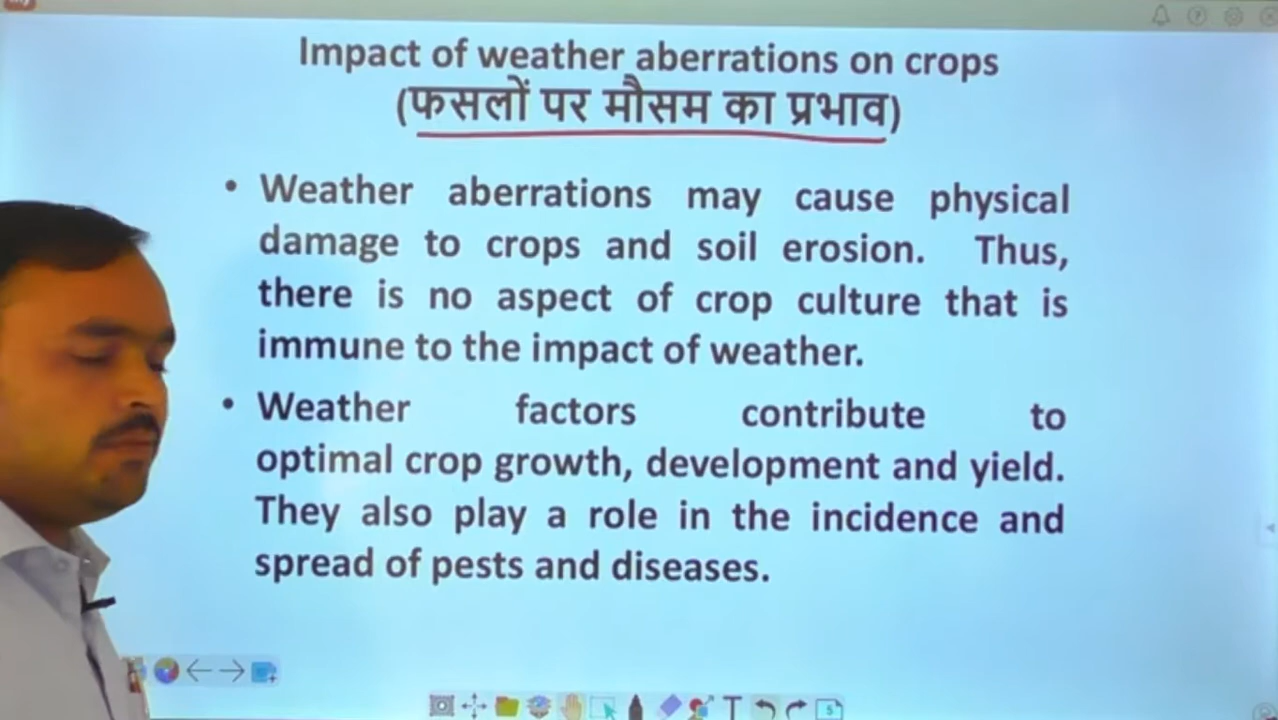 Impact of weather aberrations on crops
(फसलों पर मौसम का प्रभाव)
• Weather aberrations may cause physical
damage to crops and soil erosion. Thus,
there is no aspect of crop culture that is
immune to the impact of weather.
• Weather factors contribute to
optimal crop growth, development and yield.
They also play a role in the incidence and
spread of pests and diseases.